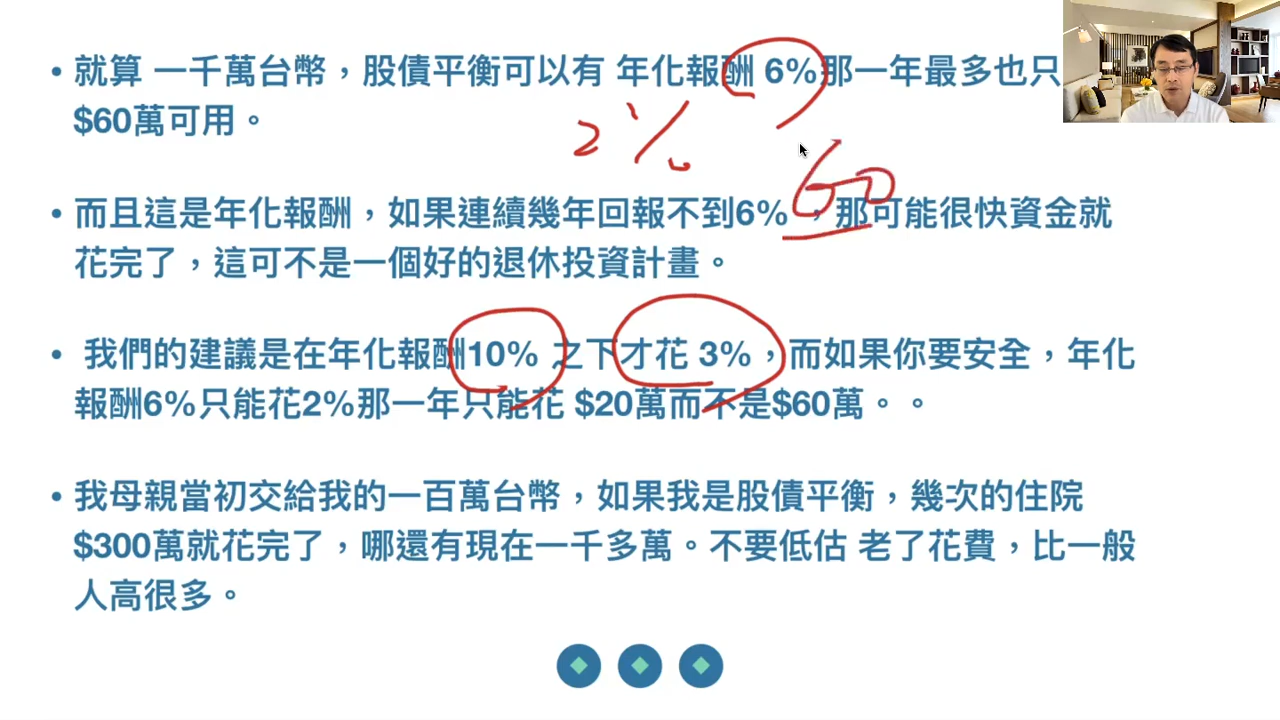 • 就算 一千萬台幣，股債平衡可以有 年化報酬 6%那一年最多也只
$60萬可用。
2%
60
• 而且這是年化報酬，如果連續幾年回報不到6%，那可能很快資金就
花完了，這可不是一個好的退休投資計畫。
• 我們的建議是在年化報酬10% 之下才花 3%，而如果你要安全，年化
報酬6%只能花2%那一年只能花 $20萬而不是$60萬。。
• 我母親當初交給我的一百萬台幣，如果我是股債平衡，幾次的住院
$300萬就花完了，哪還有現在一千多萬。不要低估 老了花費，比一般
人高很多。